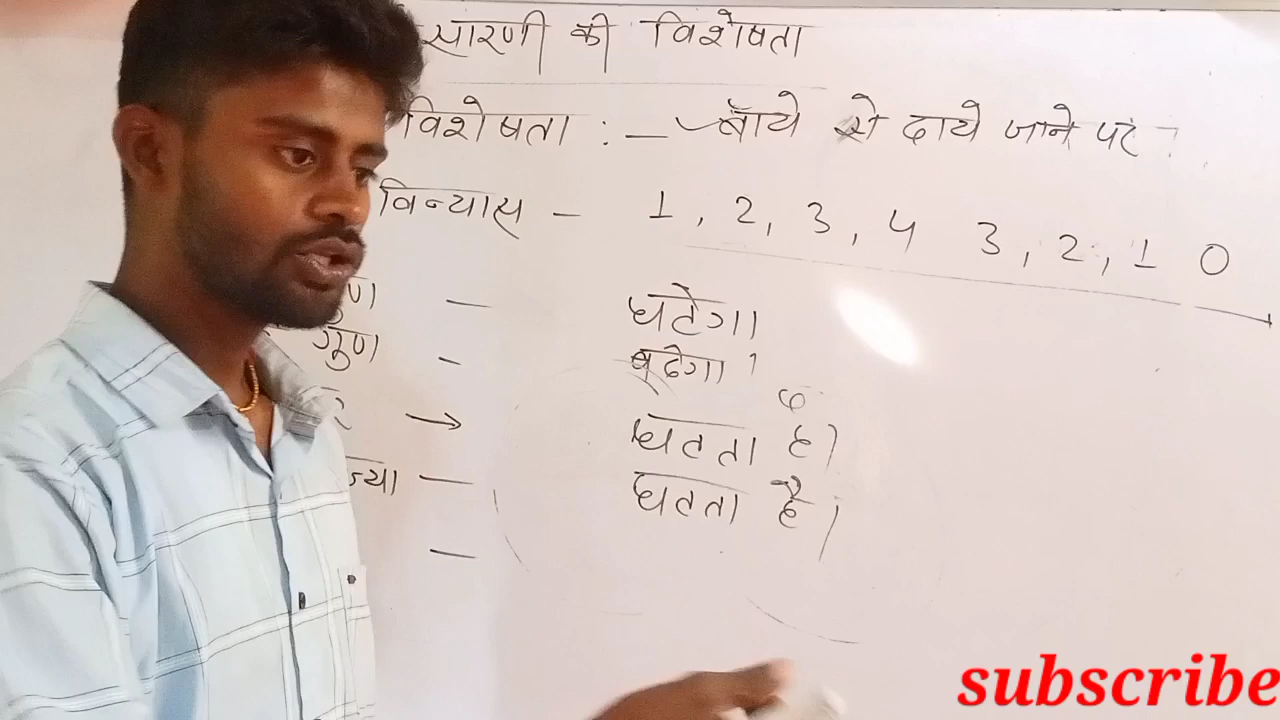 सारणी की विशेषता
विशेषता : - बाँये से दाये जाने पर
विन्यास - 1, 2, 3, 4 3, 2, 1 0
— घटेगा
गुण - बढेगा
→ घटता है।
— घटता है।
—
subscribe